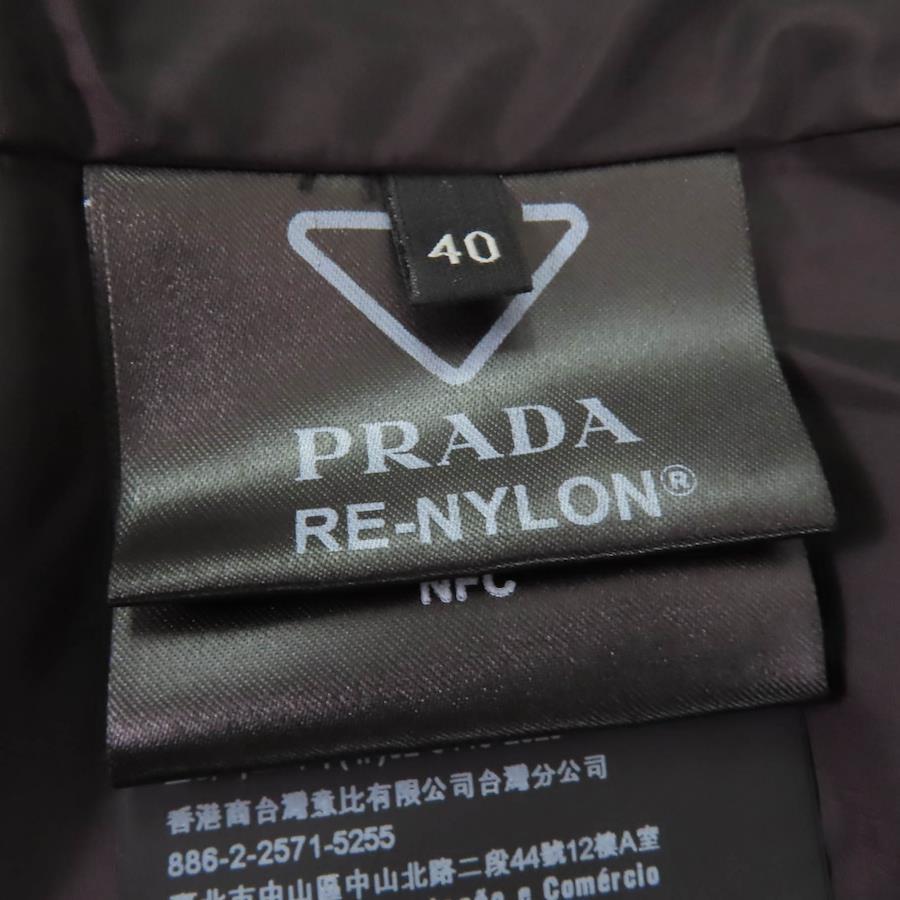 40
PRADA
RE-NYLON®
NFC
香港商台灣意比有限公司台灣分公司
886-2-2571-5255
臺北市中山區中山北路二段44號12樓A室
e Comércio